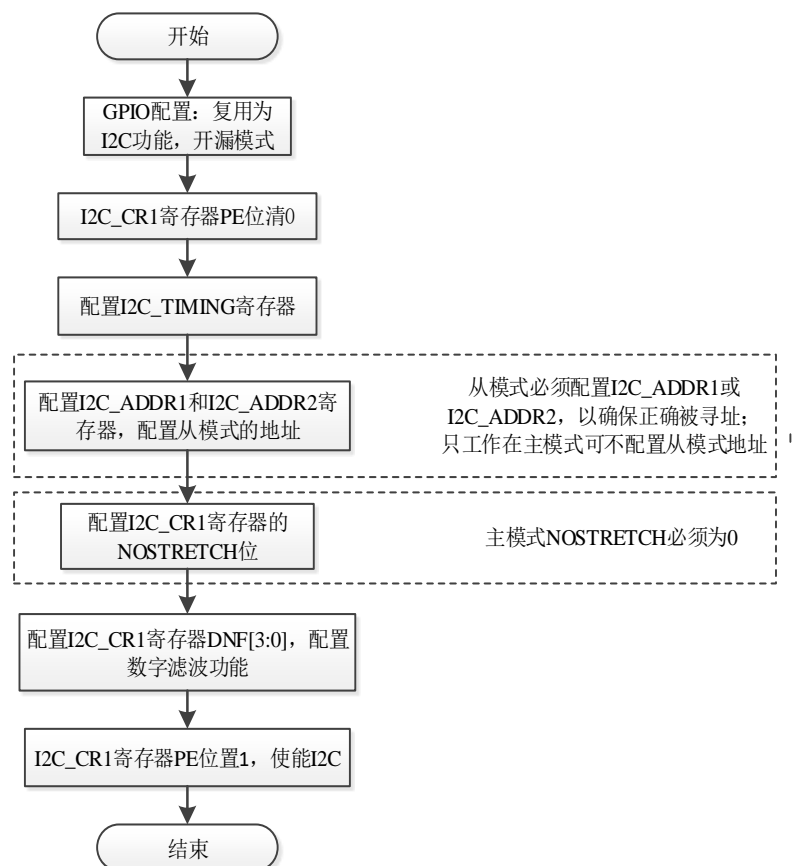 开始
GPIO配置：复用为
I2C功能，开漏模式
I2C_CR1寄存器PE位清0
配置I2C_TIMING寄存器
配置I2C_ADDR1和I2C_ADDR2寄
存器，配置从模式的地址
从模式必须配置I2C_ADDR1或
I2C_ADDR2，以确保正确被寻址；
只工作在主模式可不配置从模式地址
配置I2C_CR1寄存器的
NOSTRETCH位
主模式NOSTRETCH必须为0
配置I2C_CR1寄存器DNF[3:0]，配置
数字滤波功能
I2C_CR1寄存器PE位置1，使能I2C
结束